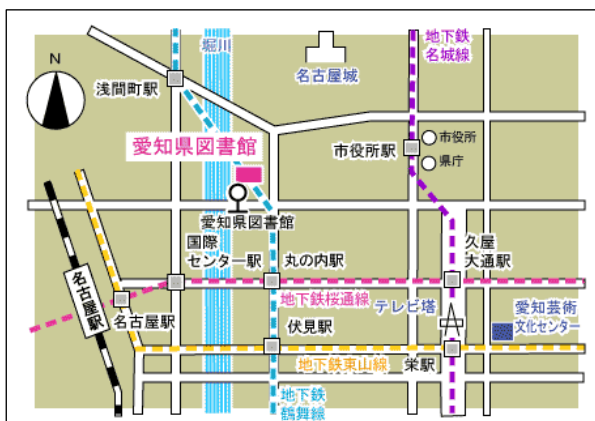 N
堀川
名古屋城
地下鉄
名城線
浅間町駅
愛知県図書館
市役所駅
市役所
県庁
愛知県図書館
国際
センター駅
丸の内駅
久屋
大通駅
名古屋駅
名古屋駅
地下鉄桜通線
テレビ塔
愛知芸術
文化センター
伏見駅
地下鉄東山線
栄駅
地下鉄
鶴舞線